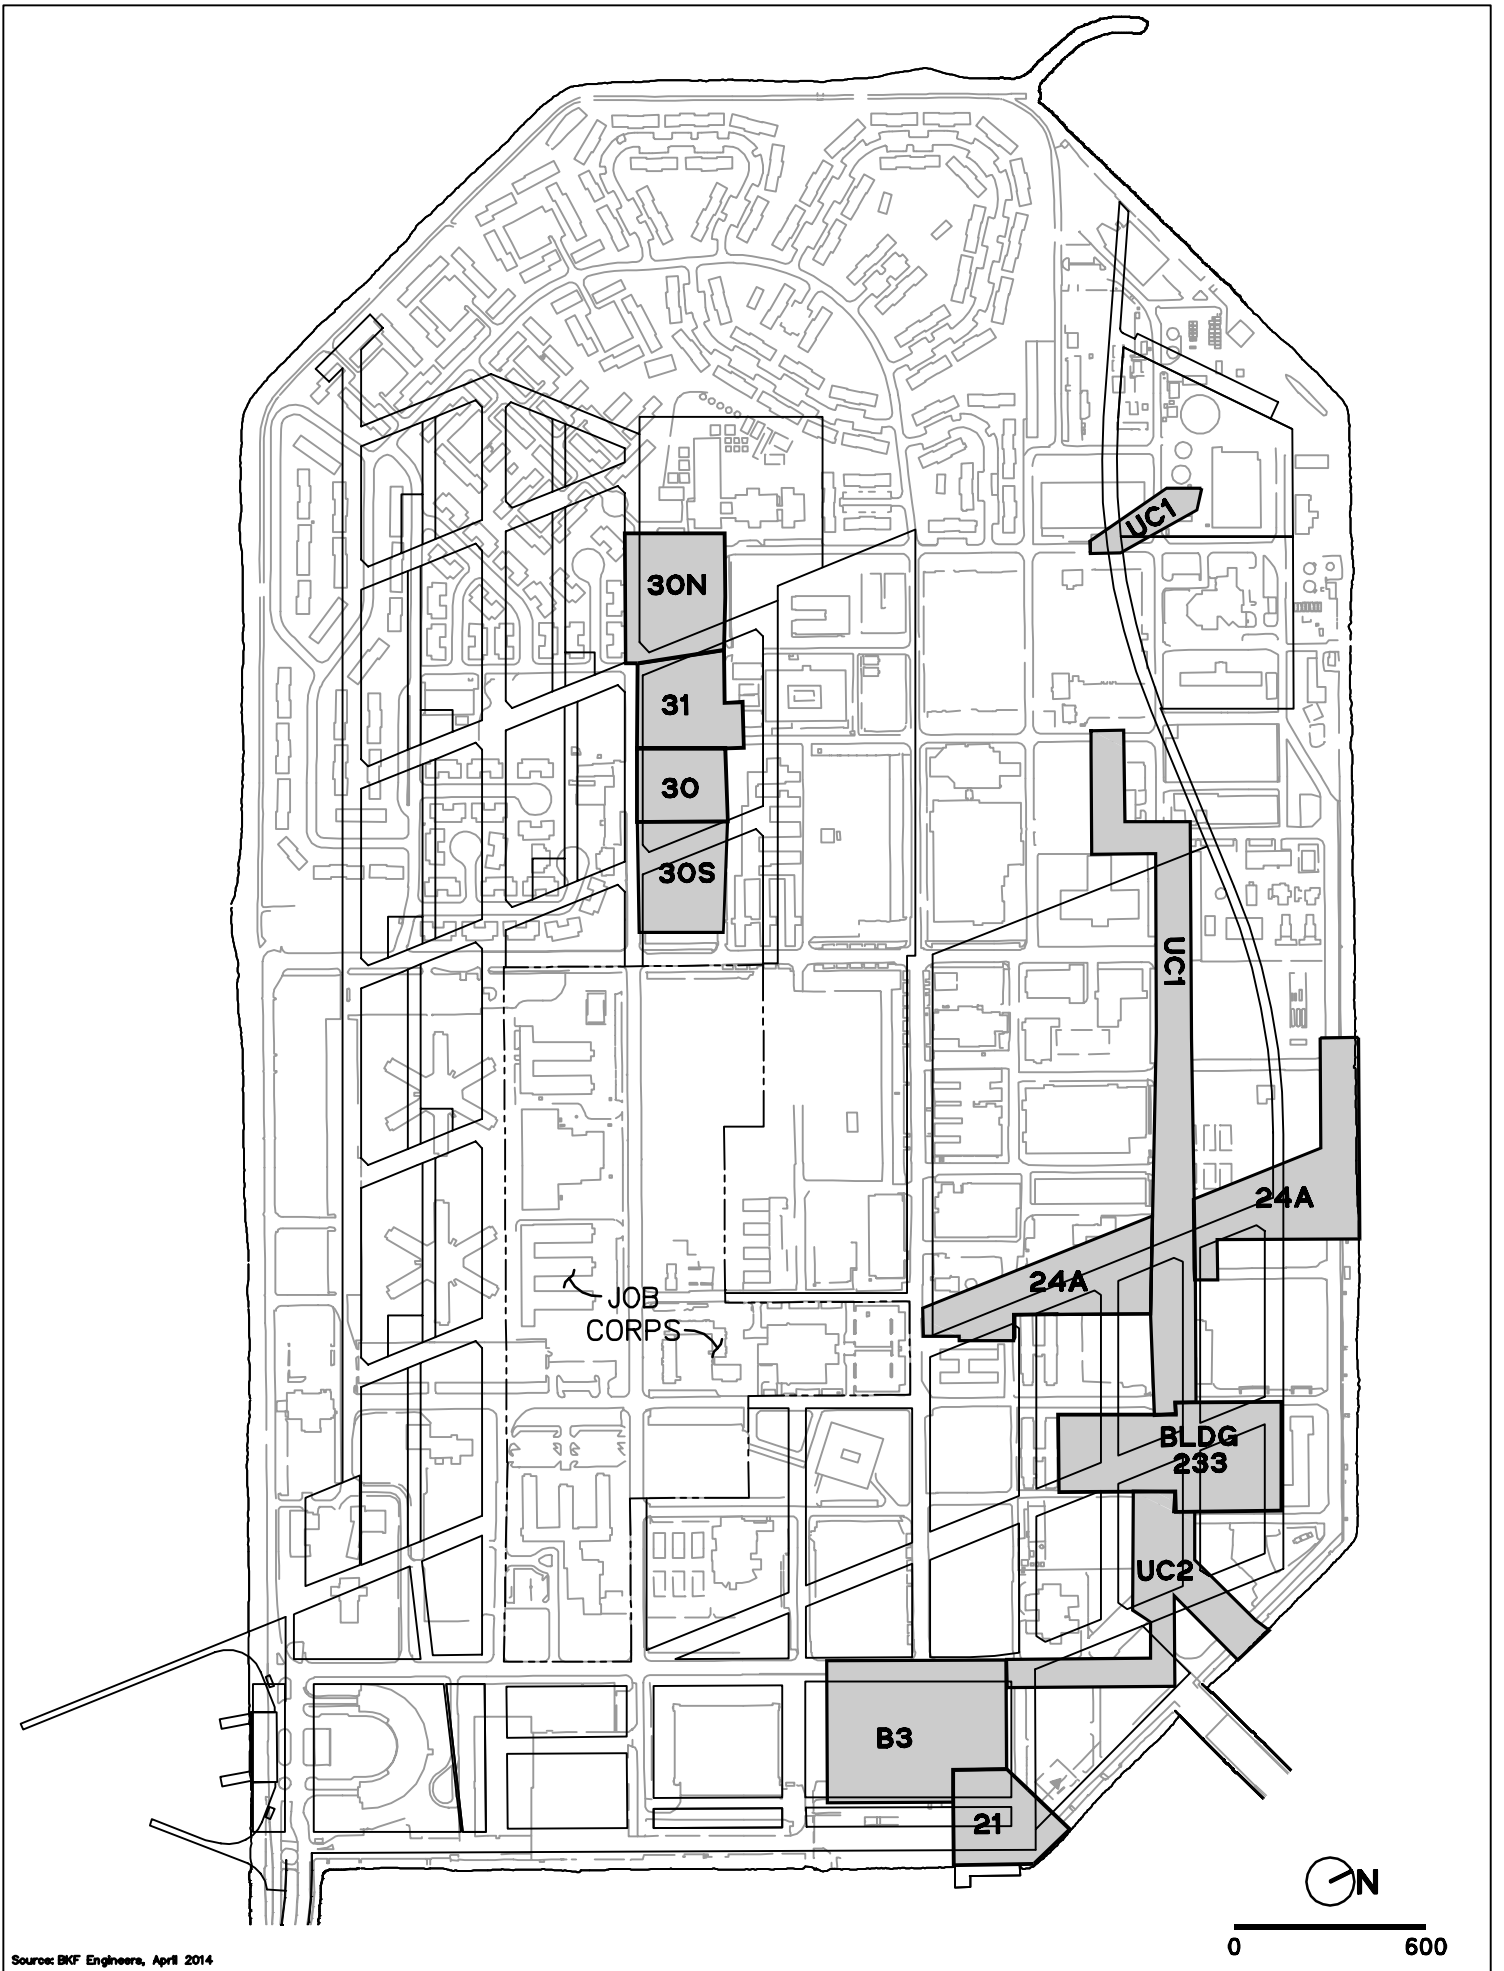 UC1
30N
31
30
30S
UC1
24A
24A
JOB
CORPS
BLDG
233
UC2
B3
21
N
0 600
Source: BKF Engineers, April 2014